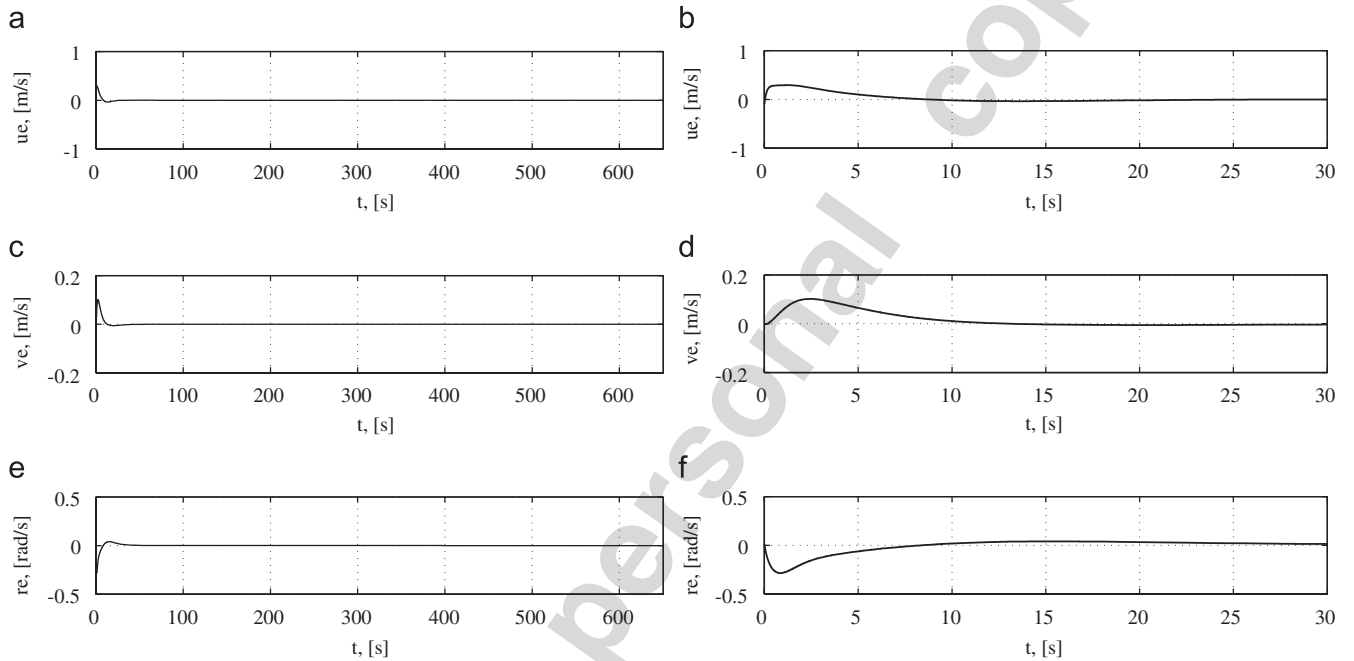 a
1
0
-1
ue, [m/s]
0 100 200 300 400 500 600
t, [s]
b
1
0
-1
ue, [m/s]
0 5 10 15 20 25 30
t, [s]
c
0.2
0
-0.2
ve, [m/s]
0 100 200 300 400 500 600
t, [s]
d
0.2
0
-0.2
ve, [m/s]
0 5 10 15 20 25 30
t, [s]
e
0.5
0
-0.5
re, [rad/s]
0 100 200 300 400 500 600
t, [s]
f
0.5
0
-0.5
re, [rad/s]
0 5 10 15 20 25 30
t, [s]
personal cop